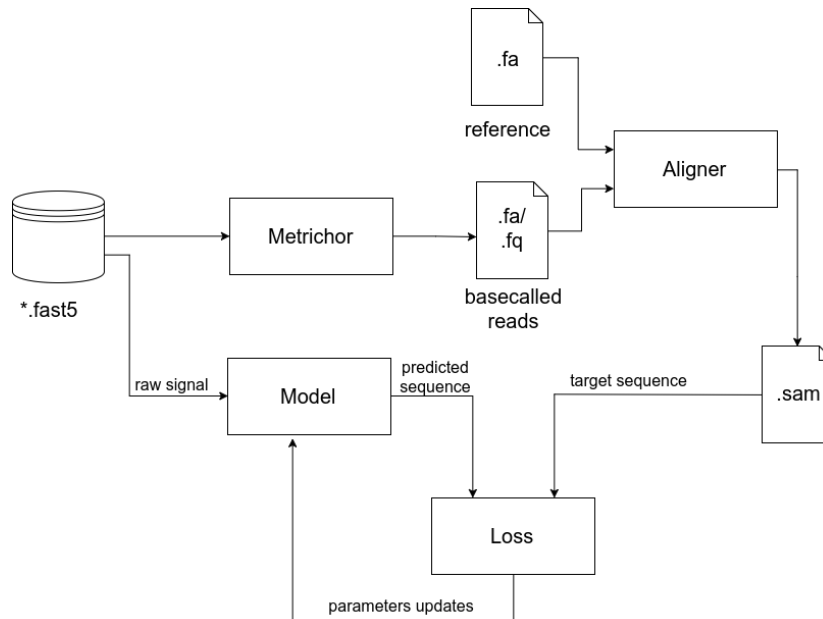 .fa
reference
Aligner
Metrichor
.fa/
.fq
basecalled
reads
*.fast5
raw signal
Model
predicted
sequence
target sequence
.sam
Loss
parameters updates